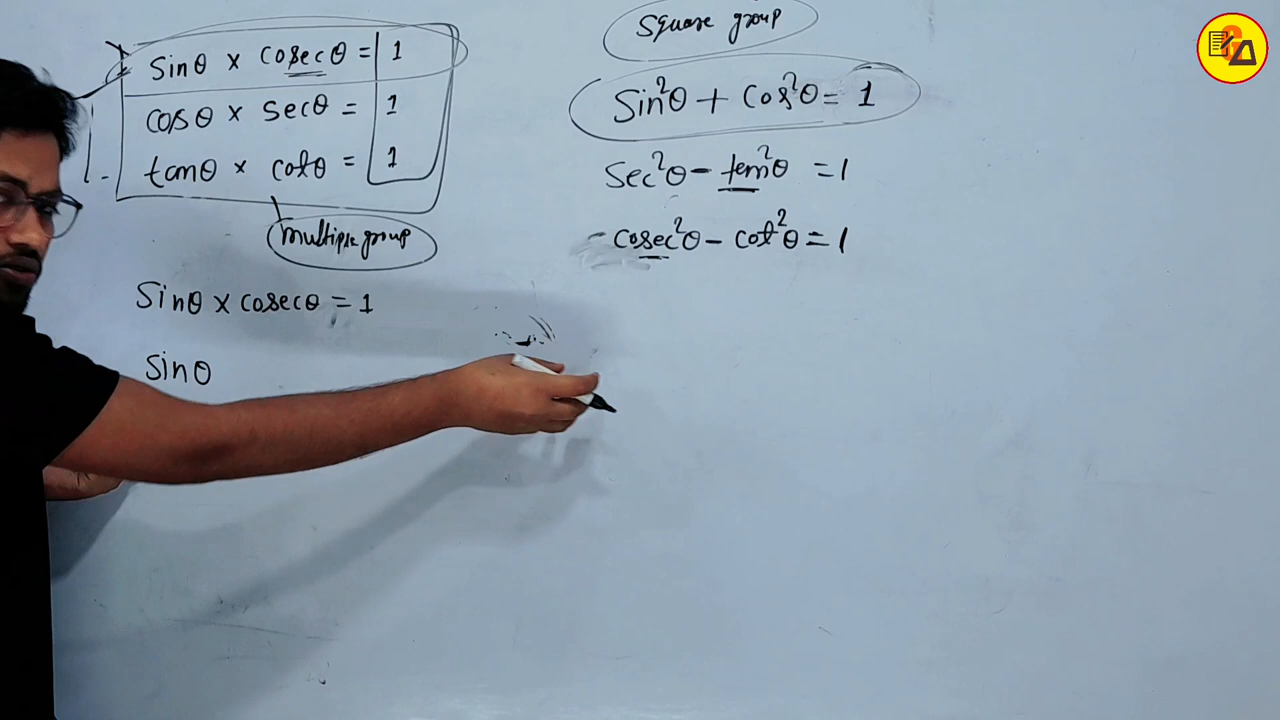 sinθ × cosecθ = 1
cosθ × secθ = 1
tanθ × cotθ = 1
multiple group
sinθ × cosecθ = 1
sinθ
square group
sin²θ + cos²θ = 1
sec²θ - tan²θ = 1
cosec²θ - cot²θ = 1